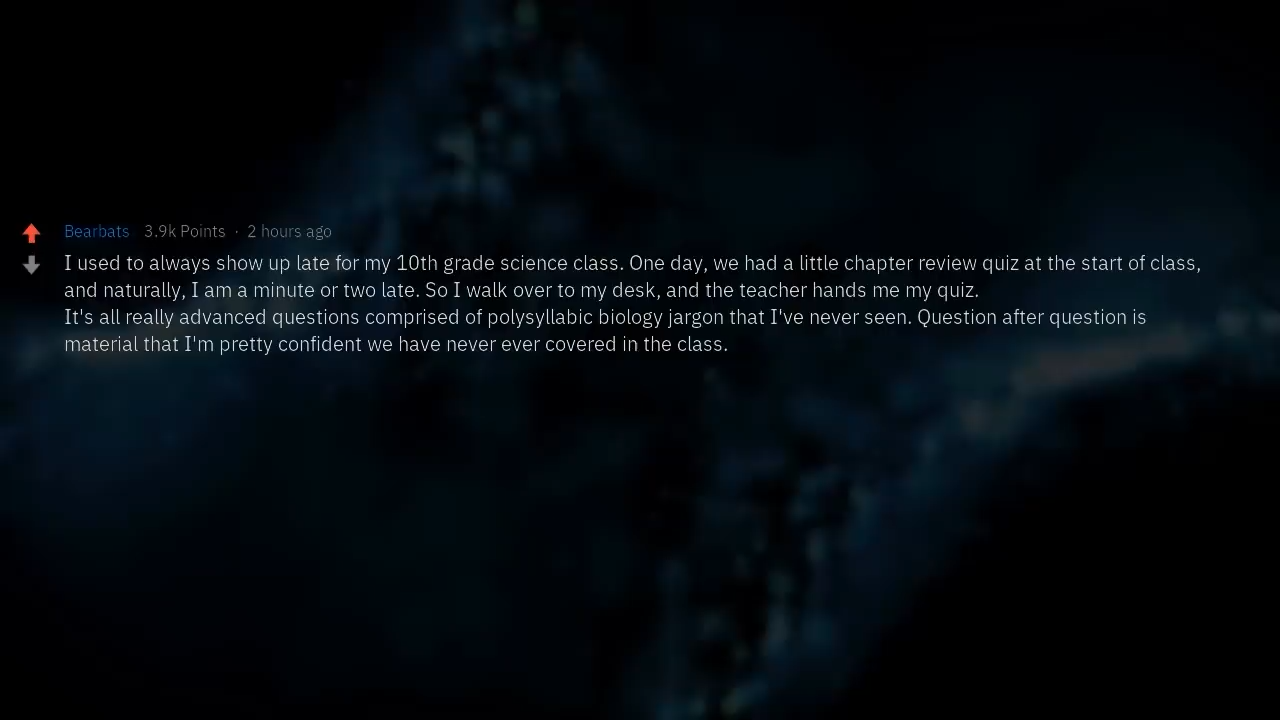 Bearbats 3.9k Points · 2 hours ago
I used to always show up late for my 10th grade science class. One day, we had a little chapter review quiz at the start of class,
and naturally, I am a minute or two late. So I walk over to my desk, and the teacher hands me my quiz.
It's all really advanced questions comprised of polysyllabic biology jargon that I've never seen. Question after question is
material that I'm pretty confident we have never ever covered in the class.